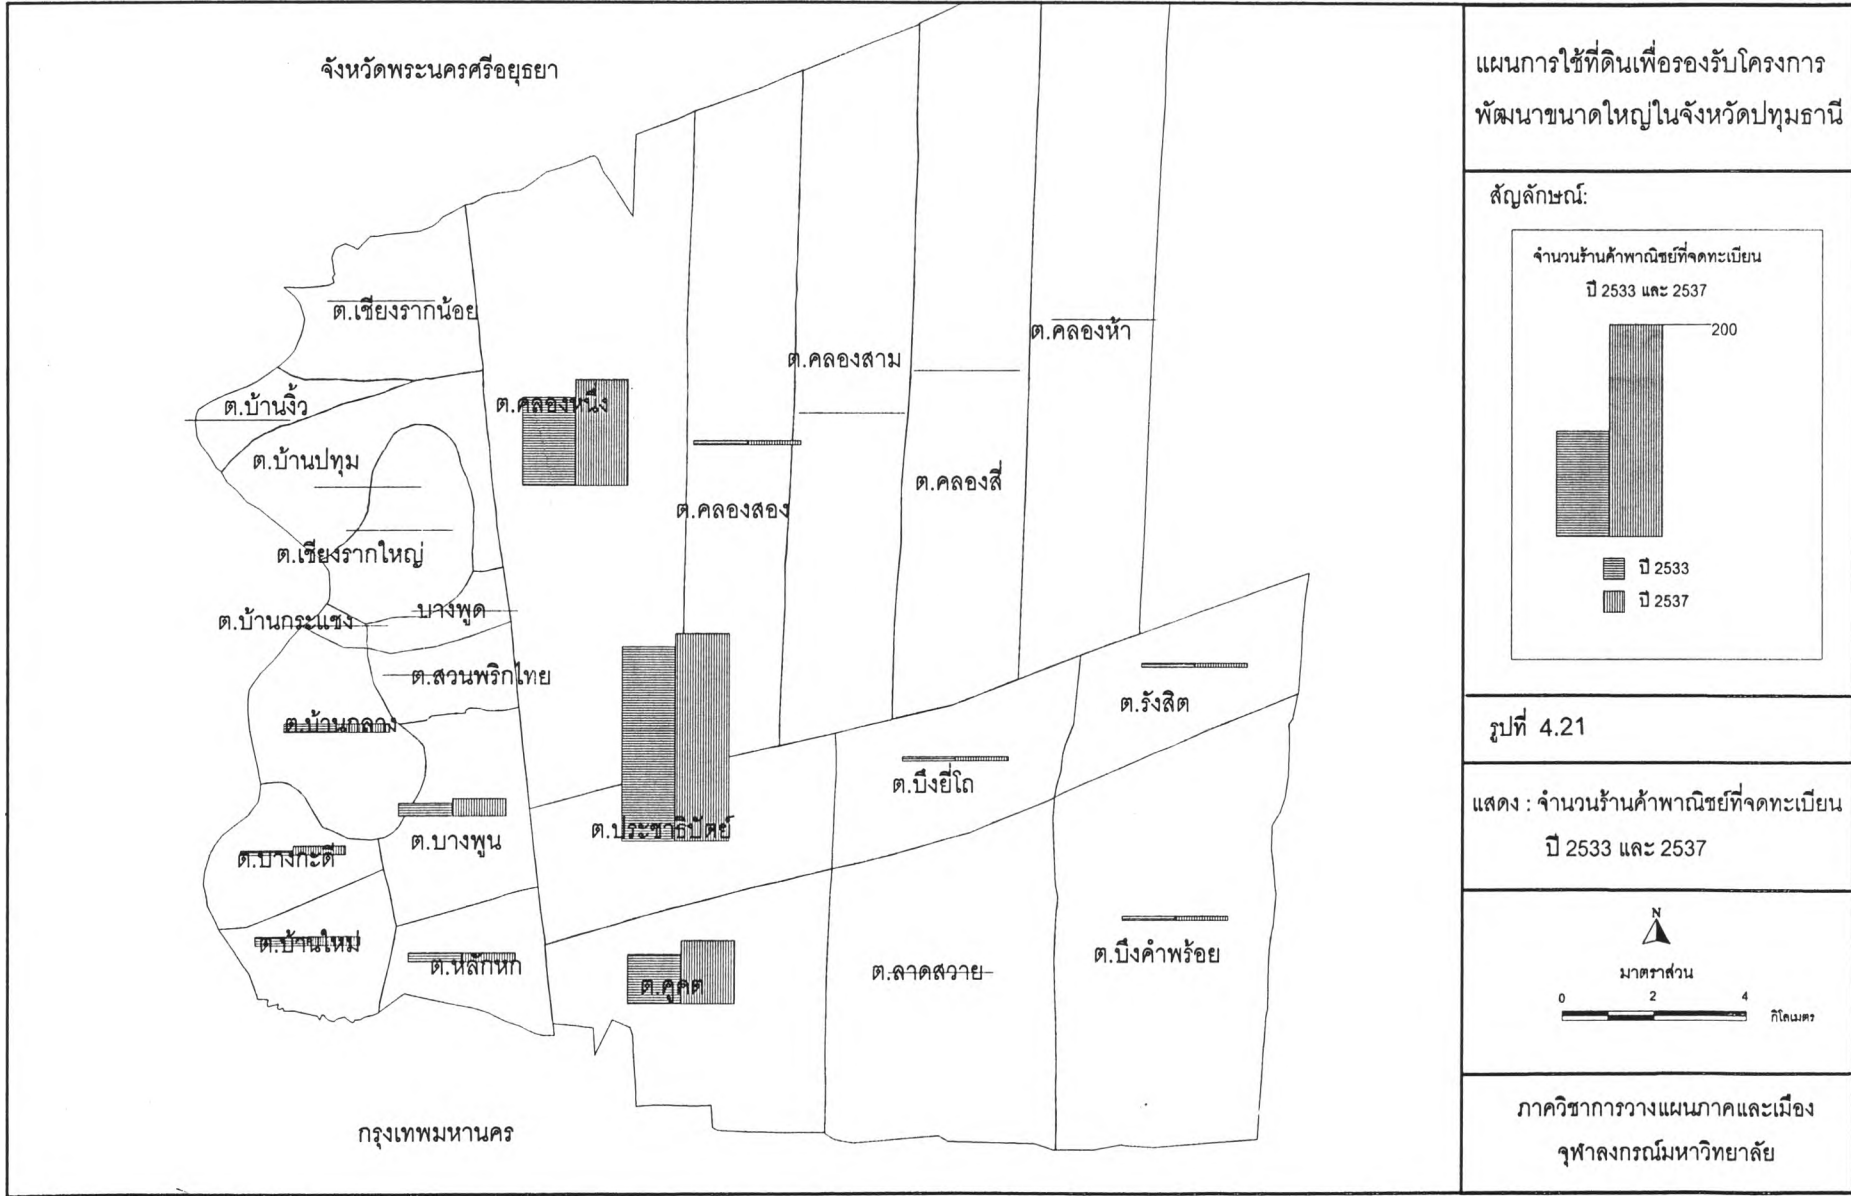 จังหวัดพระนครศรีอยุธยา
ต.เชียงรากน้อย
ต.คลองห้า
ต.คลองสาม
ต.บ้านงิ้ว
ต.คลองหนึ่ง
ต.บ้านปทุม
ต.คลองสี่
ต.คลองสอง
ต.เชียงรากใหญ่
บางพูด
ต.บ้านกระแชง
ต.สวนพริกไทย
ต.รังสิต
ต.บ้านกลาง
ต.บึงยี่โถ
ต.ประชาธิปัตย์
ต.บางพูน
ต.บางกะดี
ต.บ้านใหม่
ต.หลักหก
ต.คูคต
ต.ลาดสวาย
ต.บึงคำพร้อย
กรุงเทพมหานคร
แผนการใช้ที่ดินเพื่อรองรับโครงการ
พัฒนาขนาดใหญ่ในจังหวัดปทุมธานี
สัญลักษณ์:
จำนวนร้านค้าพาณิชย์ที่จดทะเบียน
ปี 2533 และ 2537
200
ปี 2533
ปี 2537
รูปที่ 4.21
แสดง : จำนวนร้านค้าพาณิชย์ที่จดทะเบียน
ปี 2533 และ 2537
N
มาตราส่วน
0 2 4
กิโลเมตร
ภาควิชาการวางแผนภาคและเมือง
จุฬาลงกรณ์มหาวิทยาลัย